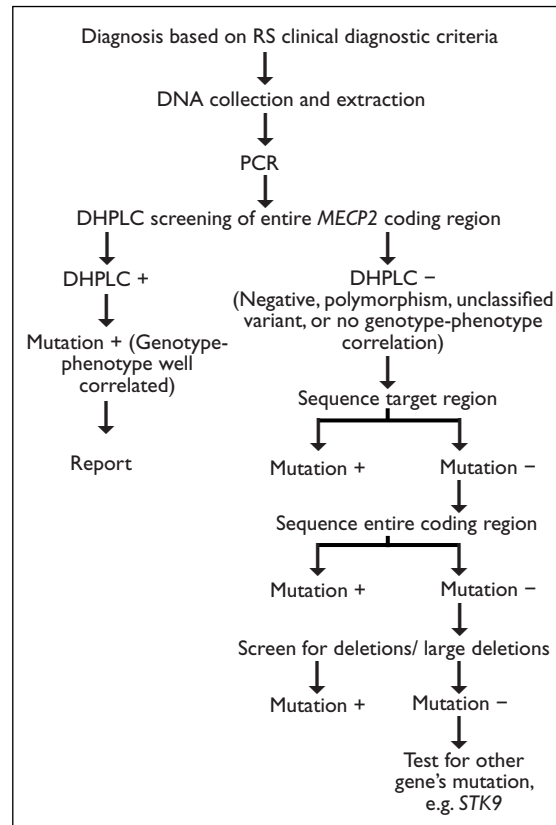 Diagnosis based on RS clinical diagnostic criteria
DNA collection and extraction
PCR
DHPLC screening of entire MECP2 coding region
DHPLC +
Mutation + (Genotype-
phenotype well
correlated)
Report
DHPLC −
(Negative, polymorphism, unclassified
variant, or no genotype-phenotype
correlation)
Sequence target region
Mutation +
Mutation −
Sequence entire coding region
Mutation +
Mutation −
Screen for deletions/ large deletions
Mutation +
Mutation −
Test for other
gene's mutation,
e.g. STK9